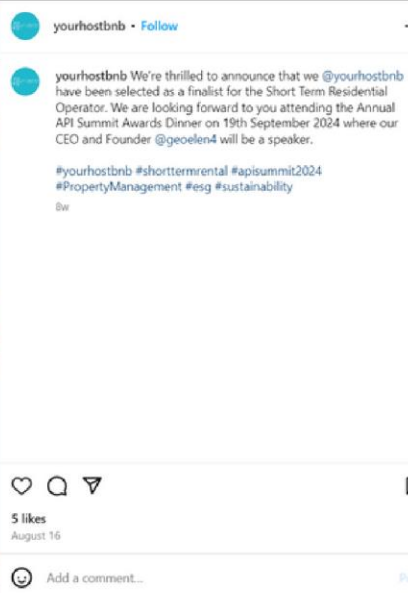 yourhostbnb • Follow
yourhostbnb We're thrilled to announce that we @yourhostbnb
have been selected as a finalist for the Short Term Residential
Operator. We are looking forward to you attending the Annual
API Summit Awards Dinner on 19th September 2024 where our
CEO and Founder @geoelen4 will be a speaker.
#yourhostbnb #shorttermrental #apisummit2024
#PropertyManagement #esg #sustainability
8w
5 likes
August 16
Add a comment...